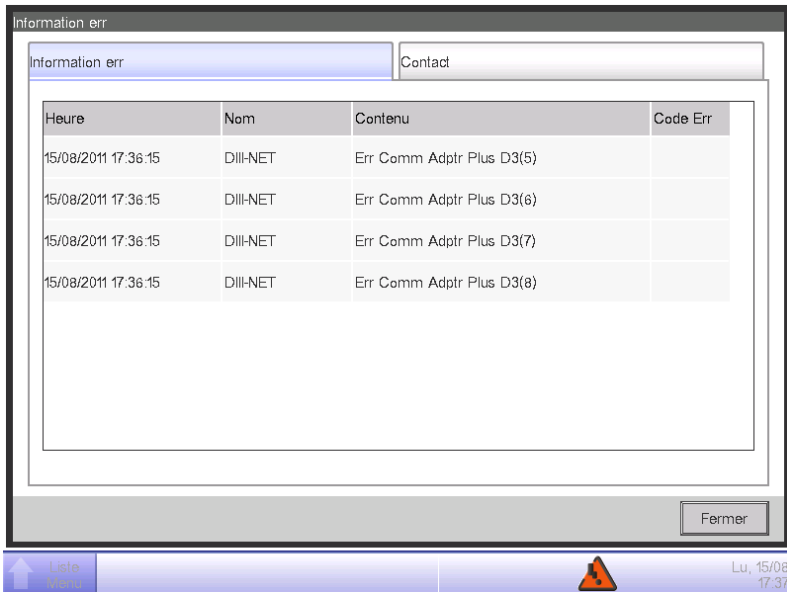 Information err
Information err Contact
Heure Nom Contenu Code Err
15/08/2011 17:36:15 DIII-NET Err Comm Adptr Plus D3(5)
15/08/2011 17:36:15 DIII-NET Err Comm Adptr Plus D3(6)
15/08/2011 17:36:15 DIII-NET Err Comm Adptr Plus D3(7)
15/08/2011 17:36:15 DIII-NET Err Comm Adptr Plus D3(8)
Fermer
Liste
Menu
Lu, 15/08
17:37